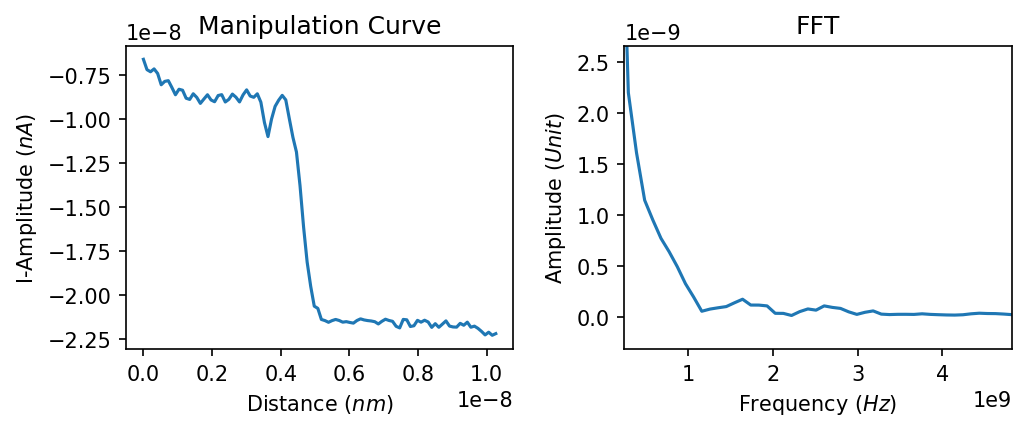 Manipulation Curve
1e−8
−0.75
−1.00
−1.25
−1.50
−1.75
−2.00
−2.25
I-Amplitude (nA)
0.0 0.2 0.4 0.6 0.8 1.0
1e−8
Distance (nm)
FFT
1e−9
2.5
2.0
1.5
1.0
0.5
0.0
Amplitude (Unit)
1 2 3 4
1e9
Frequency (Hz)